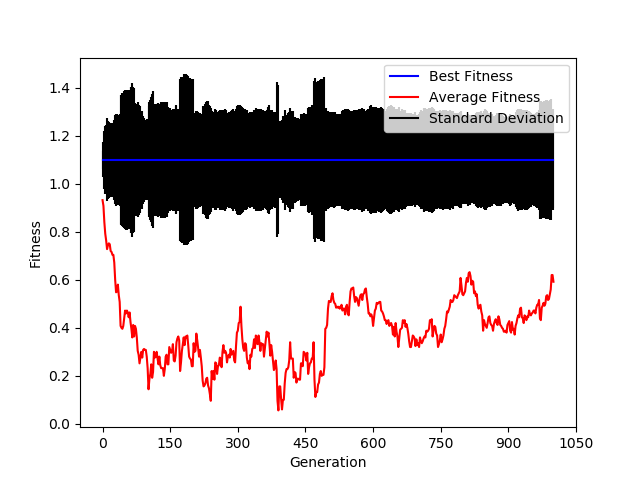 Best Fitness
Average Fitness
Standard Deviation
1.4
1.2
1.0
0.8
0.6
0.4
0.2
0.0
Fitness
0 150 300 450 600 750 900 1050
Generation